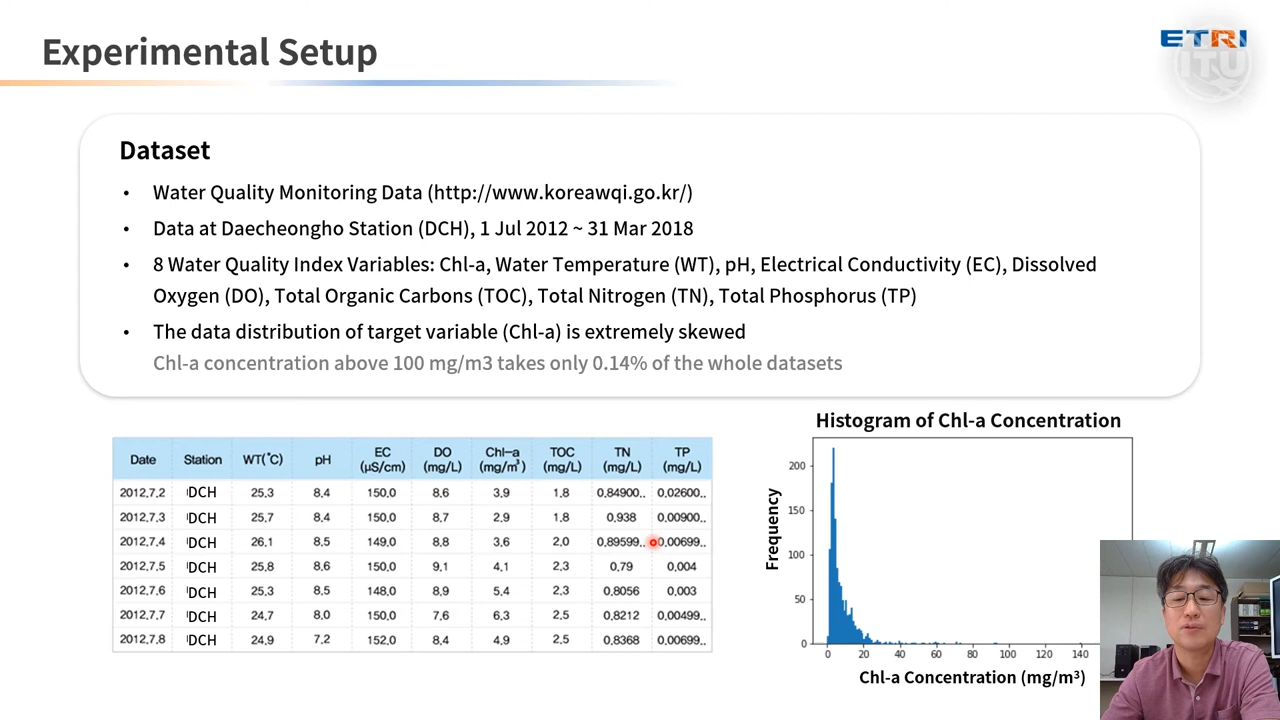 Experimental Setup
ETRI
ITU
Dataset
• Water Quality Monitoring Data (http://www.koreawqi.go.kr/)
• Data at Daecheongho Station (DCH), 1 Jul 2012 ~ 31 Mar 2018
• 8 Water Quality Index Variables: Chl-a, Water Temperature (WT), pH, Electrical Conductivity (EC), Dissolved
Oxygen (DO), Total Organic Carbons (TOC), Total Nitrogen (TN), Total Phosphorus (TP)
• The data distribution of target variable (Chl-a) is extremely skewed
Chl-a concentration above 100 mg/m3 takes only 0.14% of the whole datasets
Date Station WT(℃) pH EC (μS/cm) DO (mg/L) Chl-a (mg/m³) TOC (mg/L) TN (mg/L) TP (mg/L)
2012.7.2 DCH 25.3 8.4 150.0 8.6 3.9 1.8 0.84900.. 0.02600..
2012.7.3 DCH 25.7 8.4 150.0 8.7 2.9 1.8 0.938 0.00900..
2012.7.4 DCH 26.1 8.5 149.0 8.8 3.6 2.0 0.89599.. 0.00699..
2012.7.5 DCH 25.8 8.6 150.0 9.1 4.1 2.3 0.79 0.004
2012.7.6 DCH 25.3 8.5 148.0 8.9 5.4 2.3 0.8056 0.003
2012.7.7 DCH 24.7 8.0 150.0 7.6 6.3 2.5 0.8212 0.00499..
2012.7.8 DCH 24.9 7.2 152.0 8.4 4.9 2.5 0.8368 0.00699..
Histogram of Chl-a Concentration
Frequency
200
150
100
50
0
0 20 40 60 80 100 120 140
Chl-a Concentration (mg/m³)